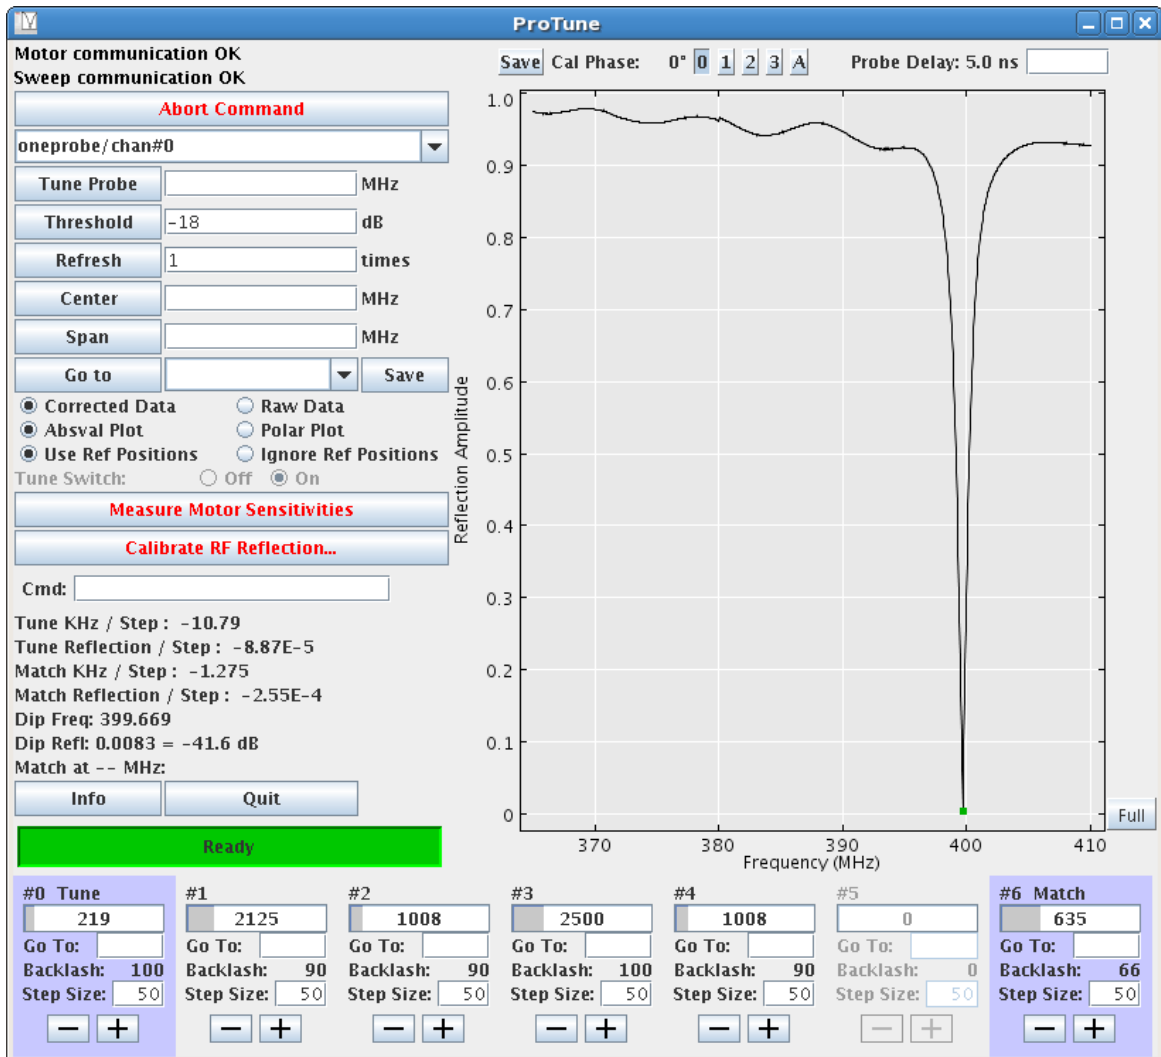 ProTune
Motor communication OK
Sweep communication OK
Abort Command
oneprobe/chan#0
Tune Probe MHz
Threshold -18 dB
Refresh 1 times
Center MHz
Span MHz
Go to Save
Corrected Data Raw Data
Absval Plot Polar Plot
Use Ref Positions Ignore Ref Positions
Tune Switch: Off On
Measure Motor Sensitivities
Calibrate RF Reflection...
Cmd:
Tune KHz / Step : -10.79
Tune Reflection / Step : -8.87E-5
Match KHz / Step : -1.275
Match Reflection / Step : -2.55E-4
Dip Freq: 399.669
Dip Refl: 0.0083 = -41.6 dB
Match at -- MHz:
Info Quit
Ready
Save Cal Phase: 0° 0 1 2 3 A Probe Delay: 5.0 ns
1.0
0.9
0.8
0.7
0.6
0.5
0.4
0.3
0.2
0.1
0
Reflection Amplitude
370 380 390 400 410
Frequency (MHz)
Full
#0 Tune #1 #2 #3 #4 #5 #6 Match
219 2125 1008 2500 1008 0 635
Go To: Go To: Go To: Go To: Go To: Go To: Go To:
Backlash: 100 Backlash: 90 Backlash: 90 Backlash: 100 Backlash: 90 Backlash: 0 Backlash: 66
Step Size: 50 Step Size: 50 Step Size: 50 Step Size: 50 Step Size: 50 Step Size: 50 Step Size: 50
− + − + − + − + − + − + − +